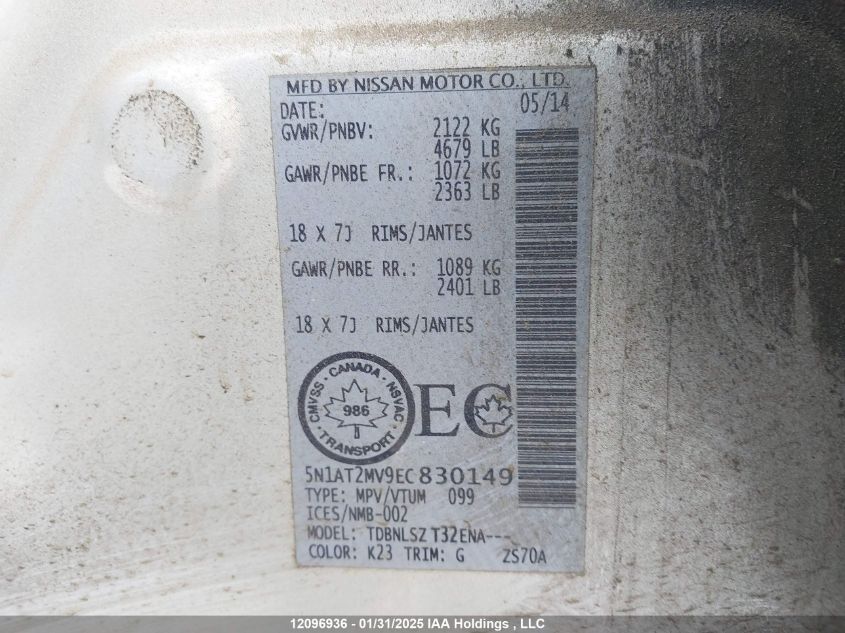 MFD BY NISSAN MOTOR CO., LTD.
DATE: 05/14
GVWR/PNBV: 2122 KG
4679 LB
GAWR/PNBE FR.: 1072 KG
2363 LB
18 X 7J RIMS/JANTES
GAWR/PNBE RR.: 1089 KG
2401 LB
18 X 7J RIMS/JANTES
CMVSS · CANADA · NSVAC
986
· TRANSPORT ·
EC
5N1AT2MV9EC830149
TYPE: MPV/VTUM 099
ICES/NMB-002
MODEL: TDBNLSZ T32ENA---
COLOR: K23 TRIM: G ZS70A
12096936 - 01/31/2025 IAA Holdings , LLC